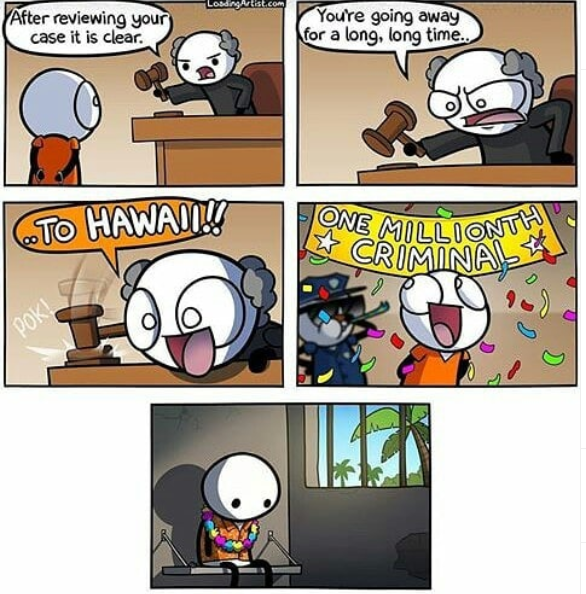 LoadingArtist.com
After reviewing your
case it is clear.
You're going away
for a long, long time..
..TO HAWAII!!
POK!
ONE MILLIONTH
CRIMINAL